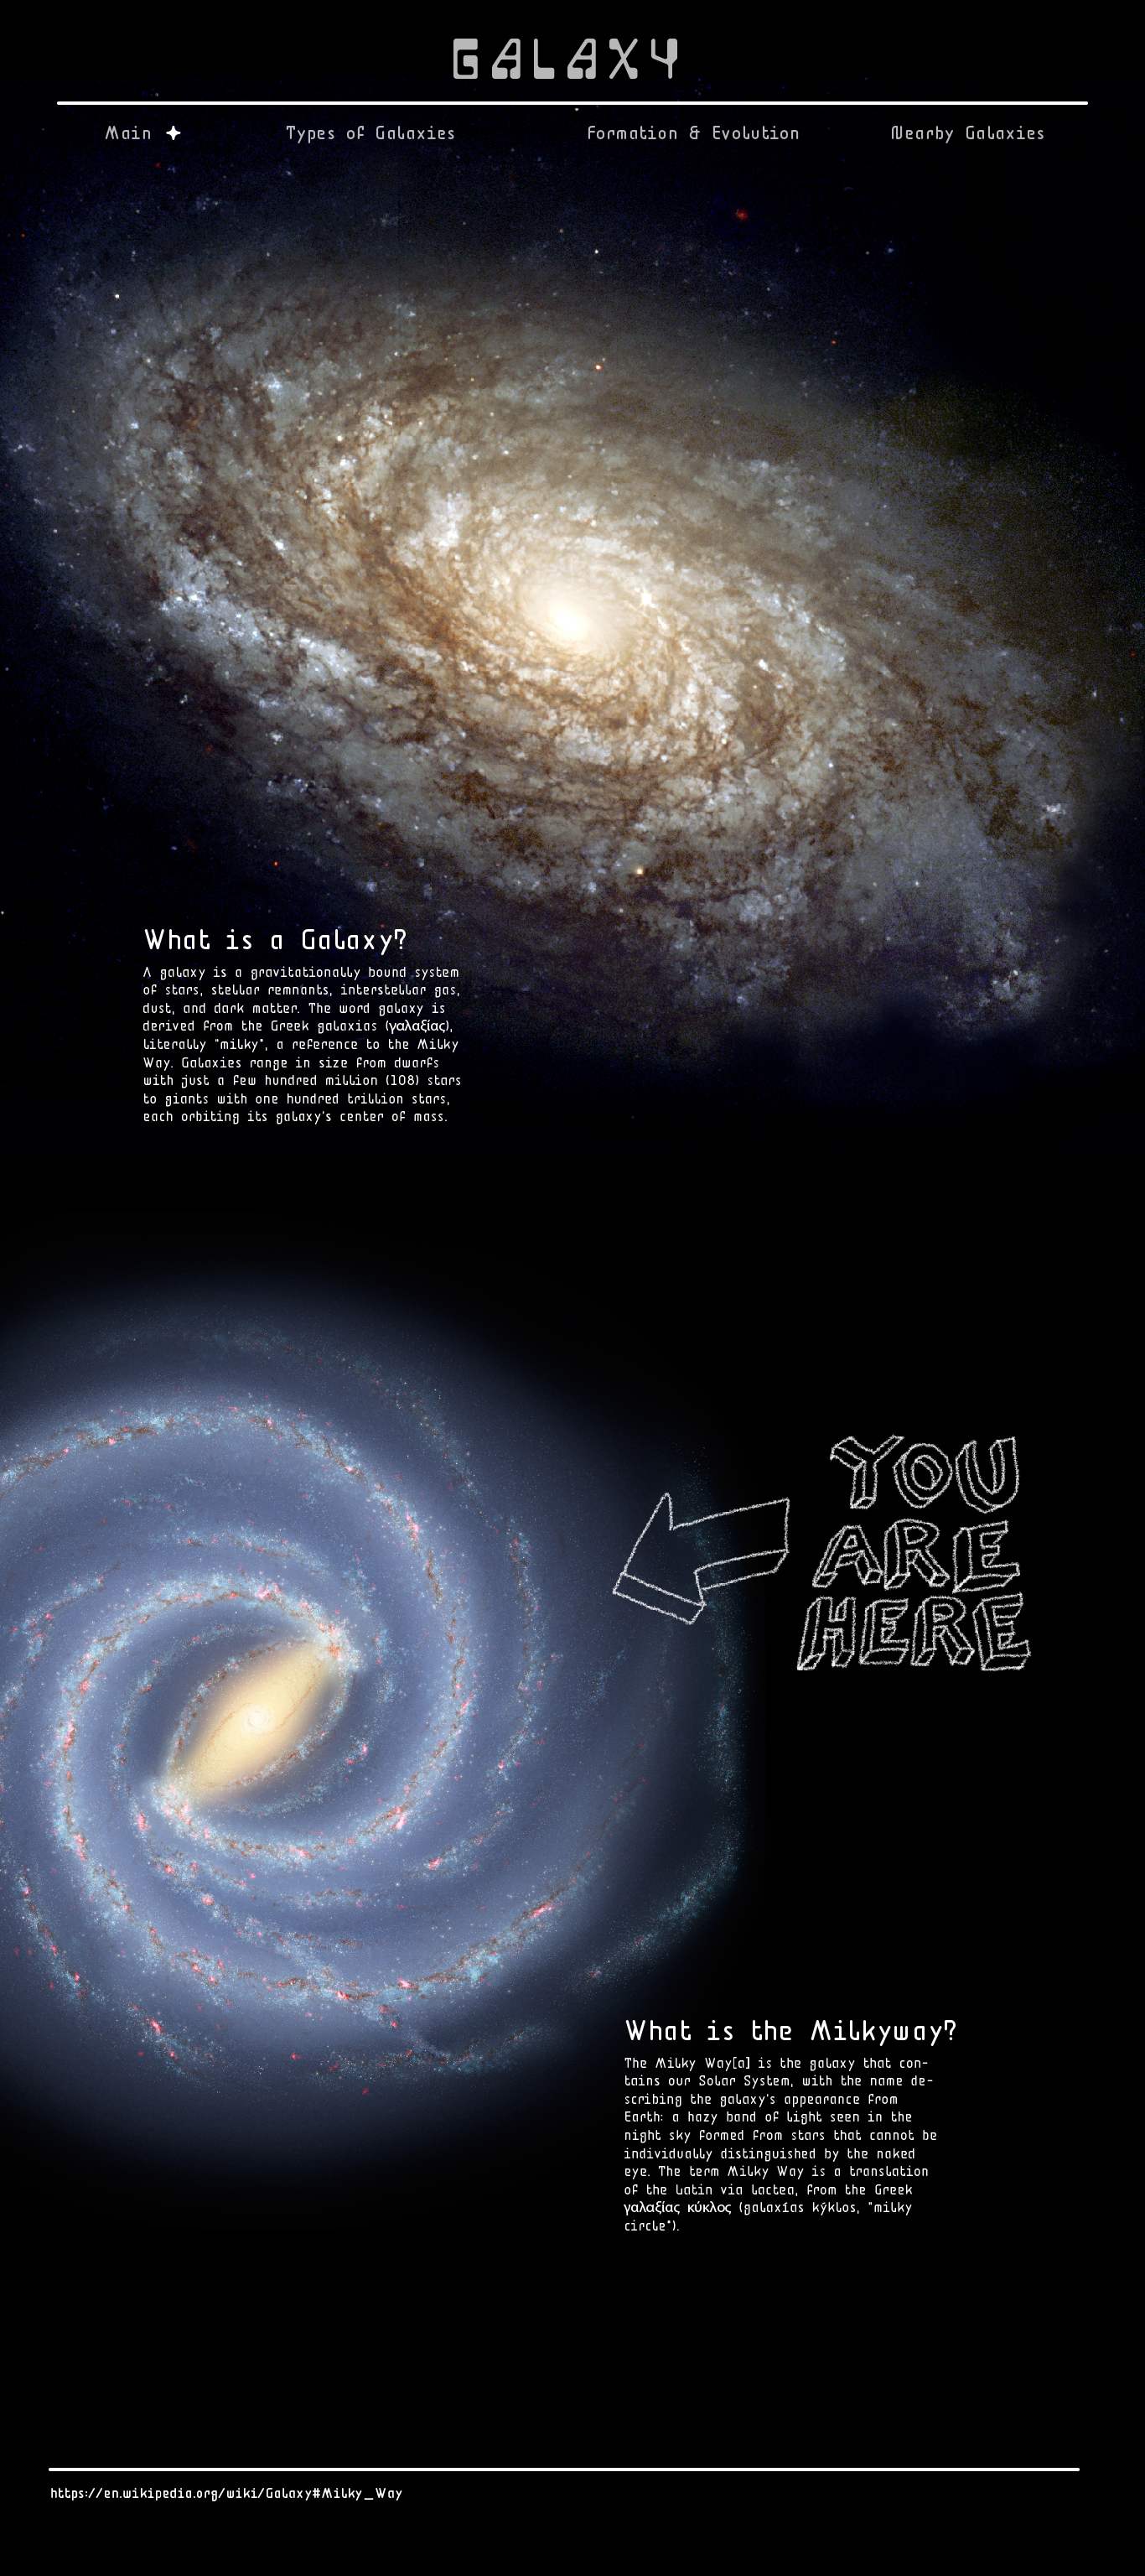 GALAXY
Main
Types of Galaxies
Formation & Evolution
Nearby Galaxies
What is a Galaxy?
A galaxy is a gravitationally bound system
of stars, stellar remnants, interstellar gas,
dust, and dark matter. The word galaxy is
derived from the Greek galaxias (γαλαξίας),
literally "milky", a reference to the Milky
Way. Galaxies range in size from dwarfs
with just a few hundred million (108) stars
to giants with one hundred trillion stars,
each orbiting its galaxy's center of mass.
YOU
ARE
HERE
What is the Milkyway?
The Milky Way[a] is the galaxy that con-
tains our Solar System, with the name de-
scribing the galaxy's appearance from
Earth: a hazy band of light seen in the
night sky formed from stars that cannot be
individually distinguished by the naked
eye. The term Milky Way is a translation
of the Latin via lactea, from the Greek
γαλαξίας κύκλος (galaxías kýklos, "milky
circle").
https://en.wikipedia.org/wiki/Galaxy#Milky_Way